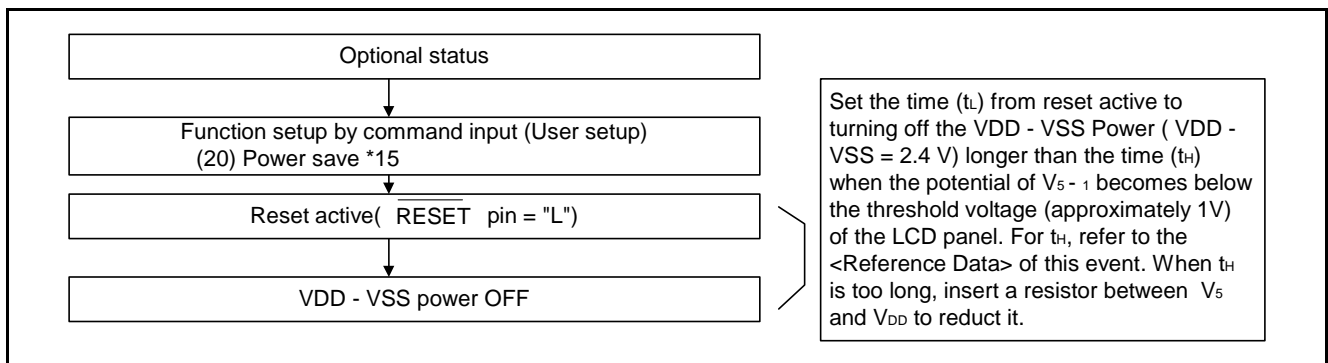 Optional status
Function setup by command input (User setup)
(20) Power save *15
Reset active( RESET pin = "L")
VDD - VSS power OFF
Set the time (tL) from reset active to
turning off the VDD - VSS Power ( VDD -
VSS = 2.4 V) longer than the time (tH)
when the potential of V5 - 1 becomes below
the threshold voltage (approximately 1V)
of the LCD panel. For tH, refer to the
<Reference Data> of this event. When tH
is too long, insert a resistor between V5
and VDD to reduct it.